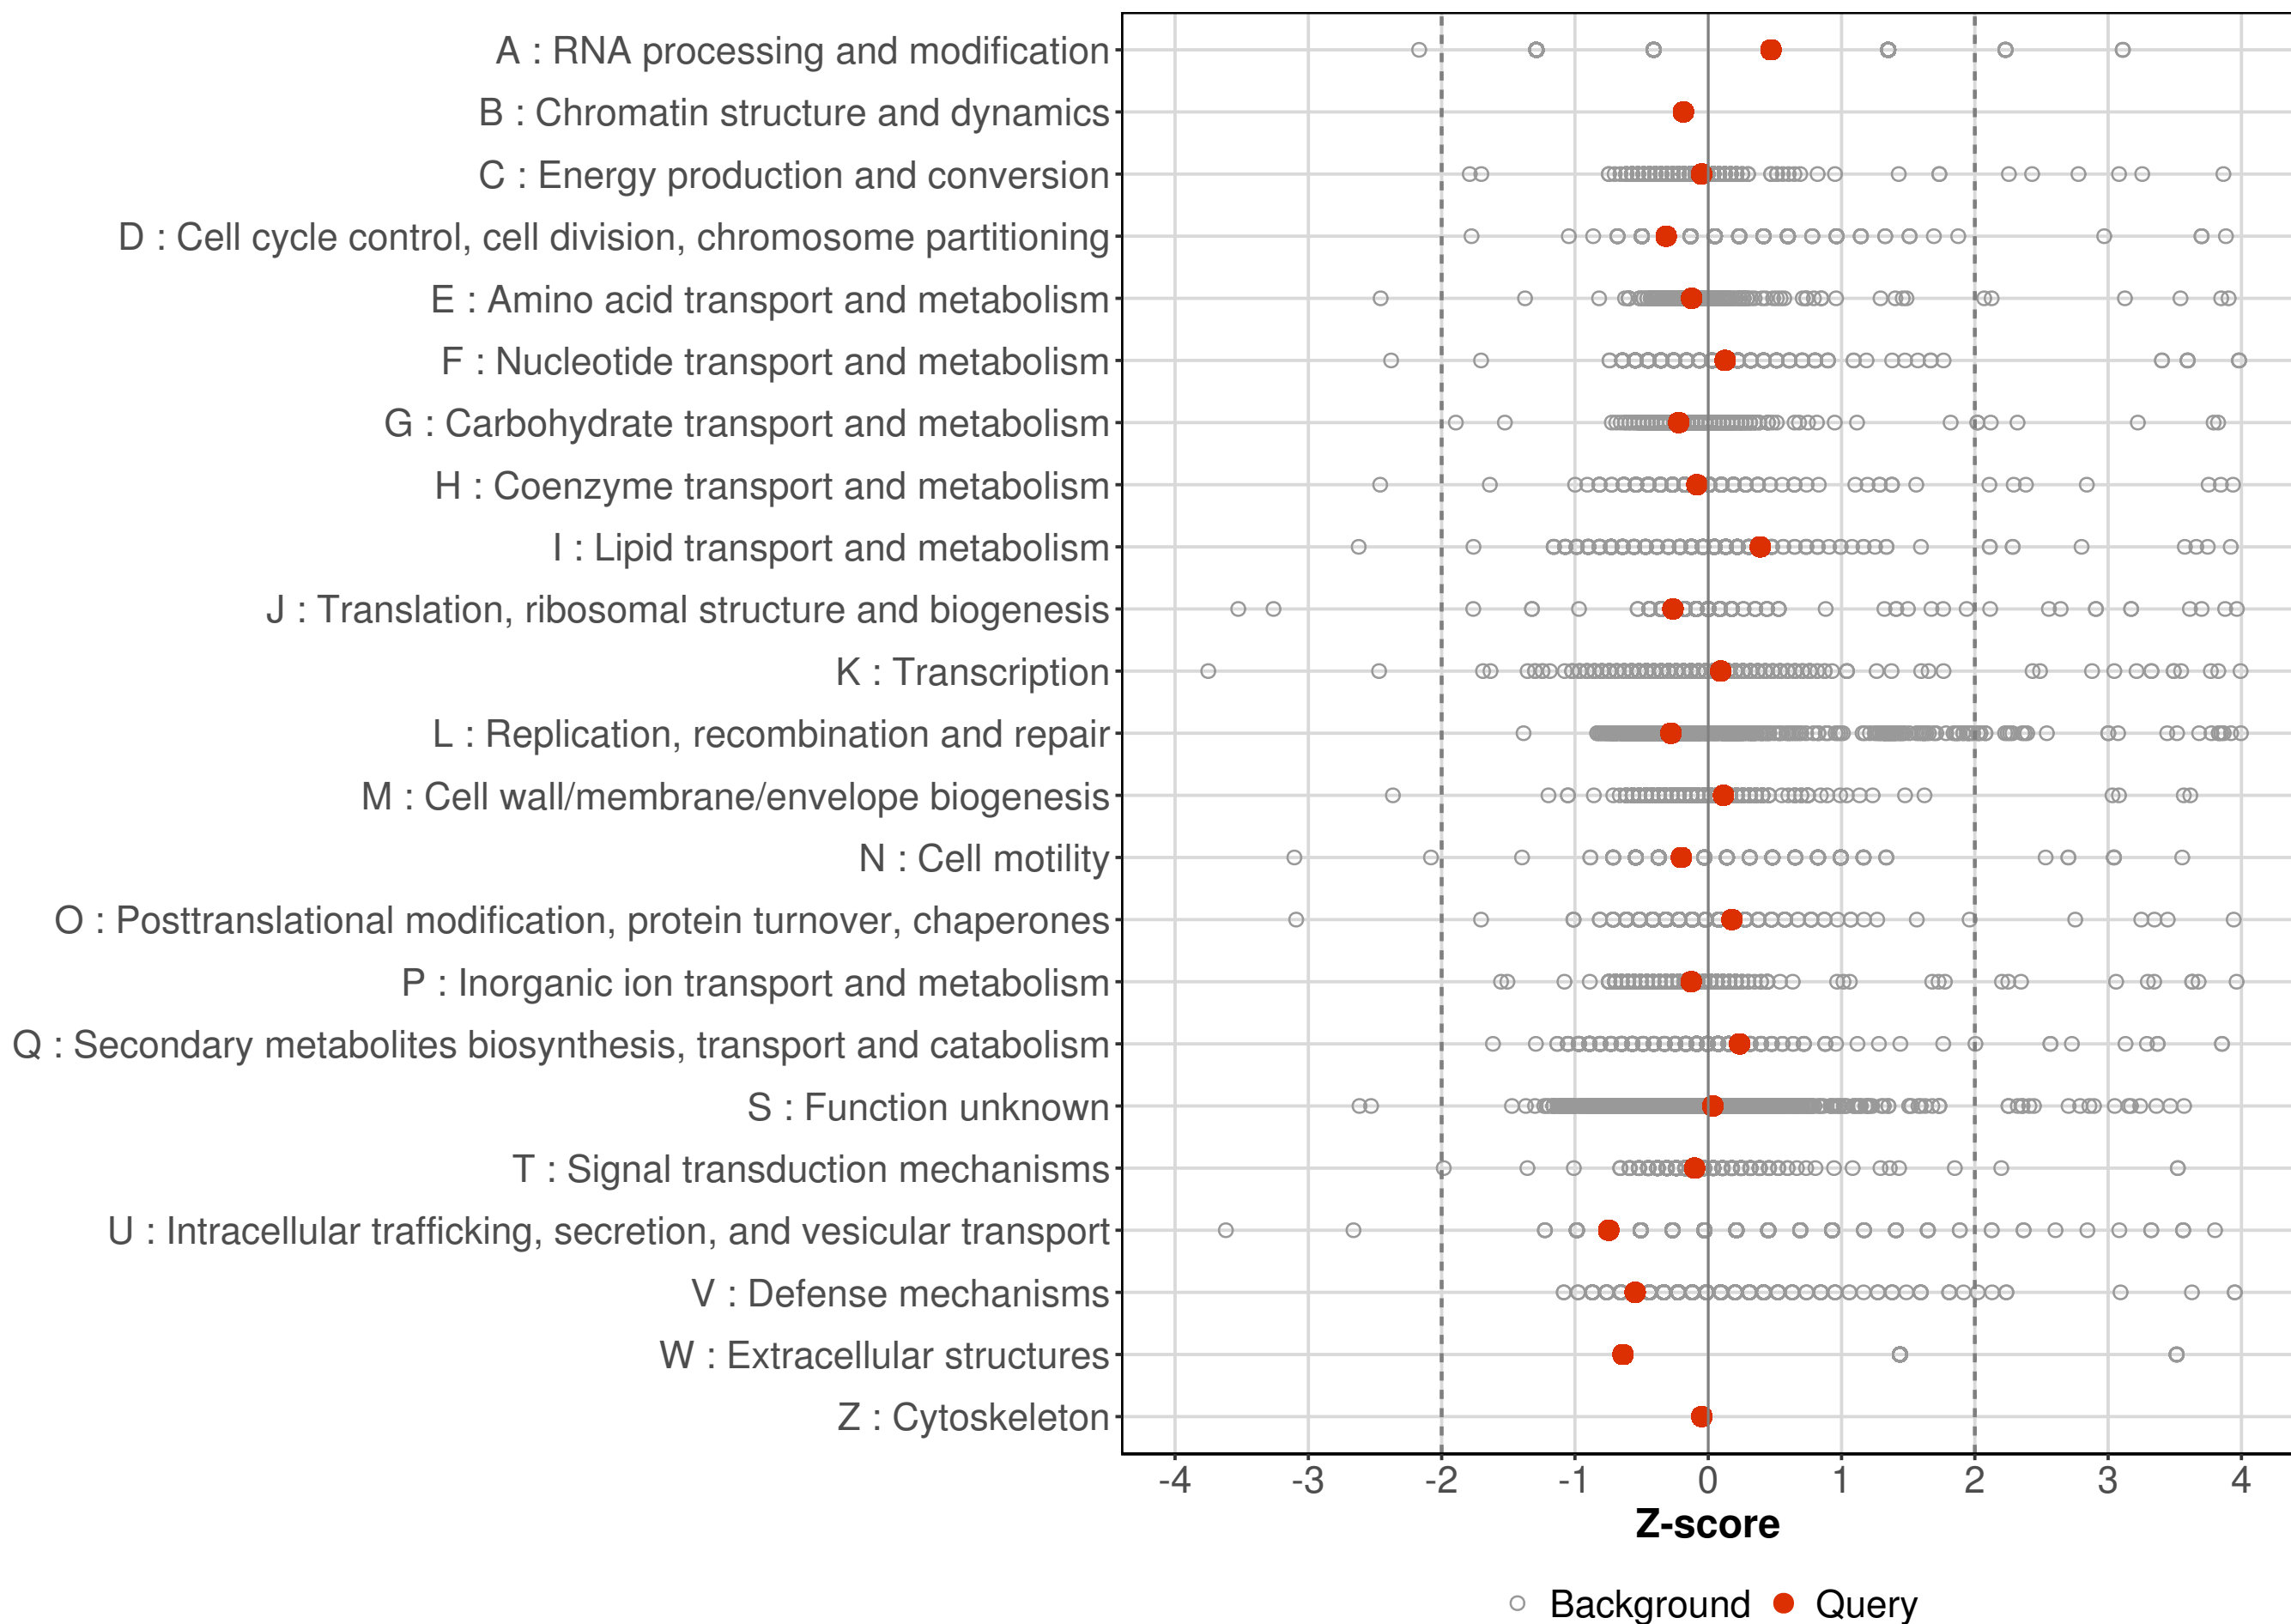 A : RNA processing and modification
B : Chromatin structure and dynamics
C : Energy production and conversion
D : Cell cycle control, cell division, chromosome partitioning
E : Amino acid transport and metabolism
F : Nucleotide transport and metabolism
G : Carbohydrate transport and metabolism
H : Coenzyme transport and metabolism
I : Lipid transport and metabolism
J : Translation, ribosomal structure and biogenesis
K : Transcription
L : Replication, recombination and repair
M : Cell wall/membrane/envelope biogenesis
N : Cell motility
O : Posttranslational modification, protein turnover, chaperones
P : Inorganic ion transport and metabolism
Q : Secondary metabolites biosynthesis, transport and catabolism
S : Function unknown
T : Signal transduction mechanisms
U : Intracellular trafficking, secretion, and vesicular transport
V : Defense mechanisms
W : Extracellular structures
Z : Cytoskeleton
-4 -3 -2 -1 0 1 2 3 4
Z-score
Background Query